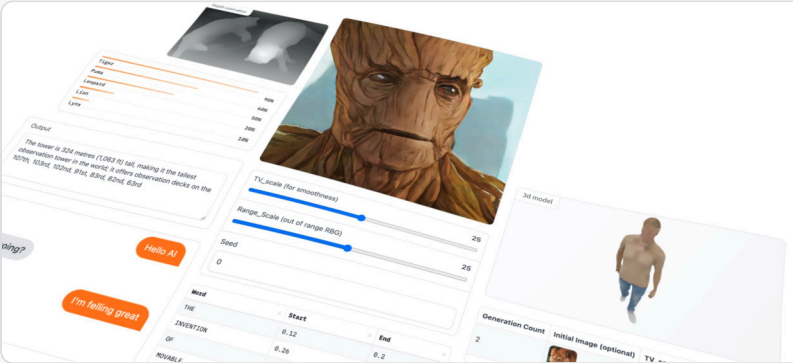 Depth estimation
Tiger
Puma
Leopard
Lion
Lynx
90%
60%
50%
20%
10%
Output
The tower is 324 metres (1,063 ft) tall, making it the tallest
observation tower in the world; it offers observation decks on the
107th, 103rd, 102nd, 91st, 83rd, 82nd, 63rd
oing?
Hello AI
I'm felling great
TV_scale (for smoothness)
25
Range_Scale (out of range RBG)
25
Seed
0
Word
Start
End
THE
0.12
INVENTION
0.26
0.2
OF
MOVABLE
3d model
Generation Count
Initial Image (optional)
2